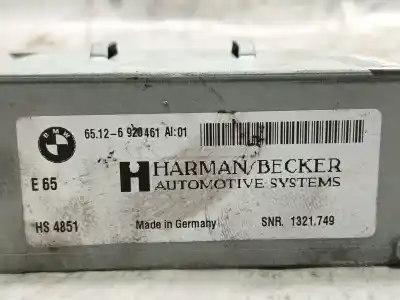 BMW
65.12-6 920461 AI:01
E 65
HARMAN/BECKER
AUTOMOTIVE SYSTEMS
HS 4851 Made in Germany SNR. 1321.749